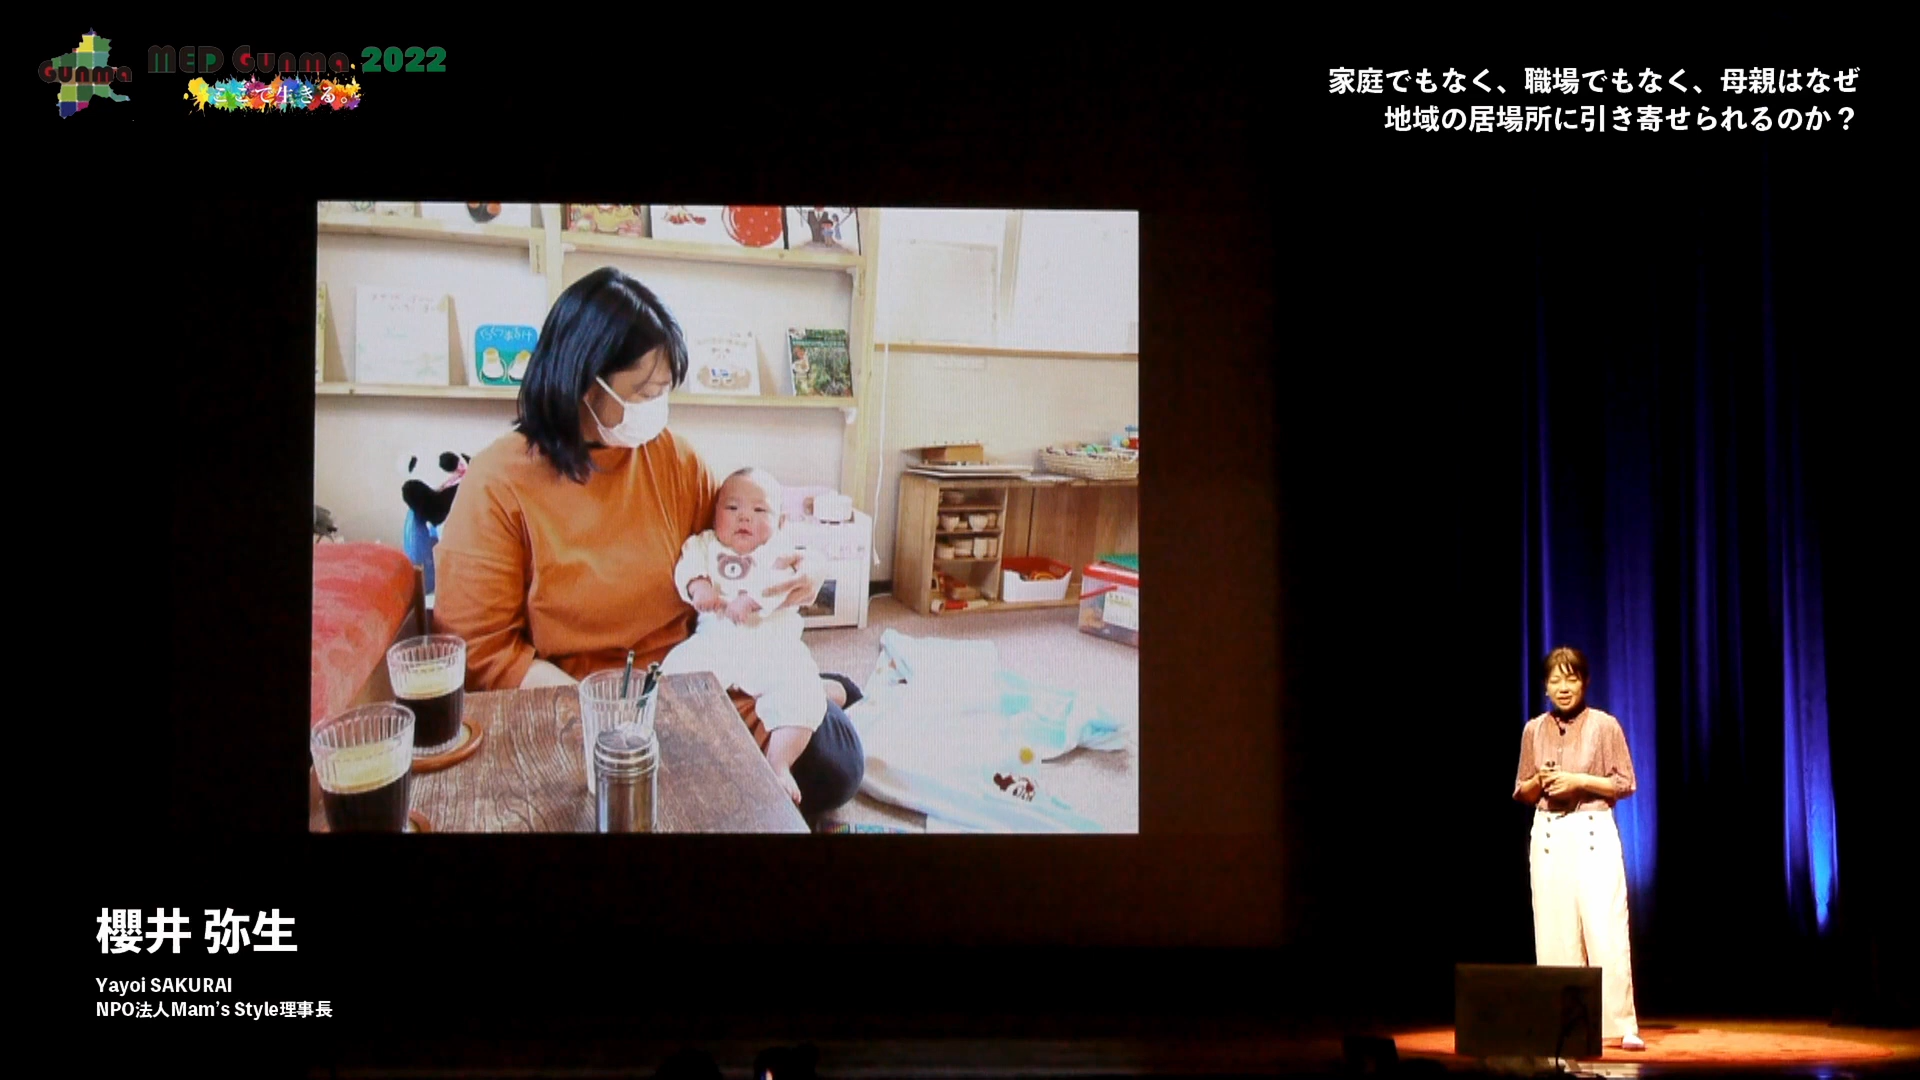 Gunma
MED Gunma 2022
ここで生きる。
家庭でもなく、職場でもなく、母親はなぜ
地域の居場所に引き寄せられるのか？
櫻井 弥生
Yayoi SAKURAI
NPO法人Mam's Style理事長